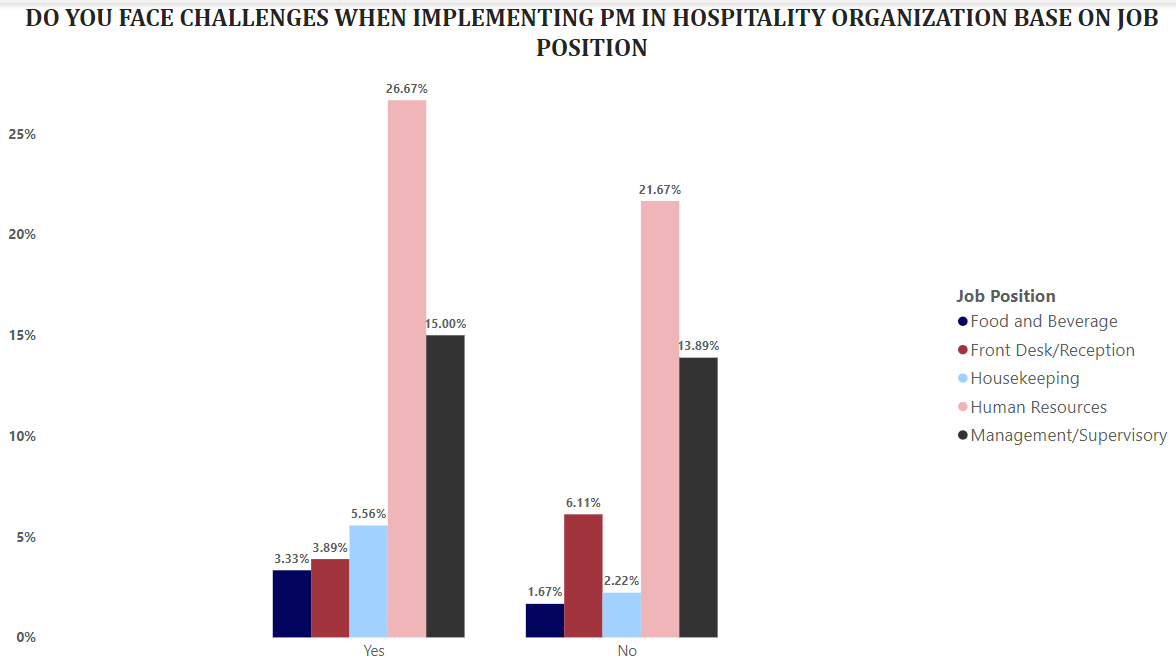 DO YOU FACE CHALLENGES WHEN IMPLEMENTING PM IN HOSPITALITY ORGANIZATION BASE ON JOB
POSITION
26.67%
25%
21.67%
20%
15%
15.00%
13.89%
10%
6.11%
5.56%
5%
3.89%
3.33%
2.22%
1.67%
0%
Yes
No
Job Position
Food and Beverage
Front Desk/Reception
Housekeeping
Human Resources
Management/Supervisory